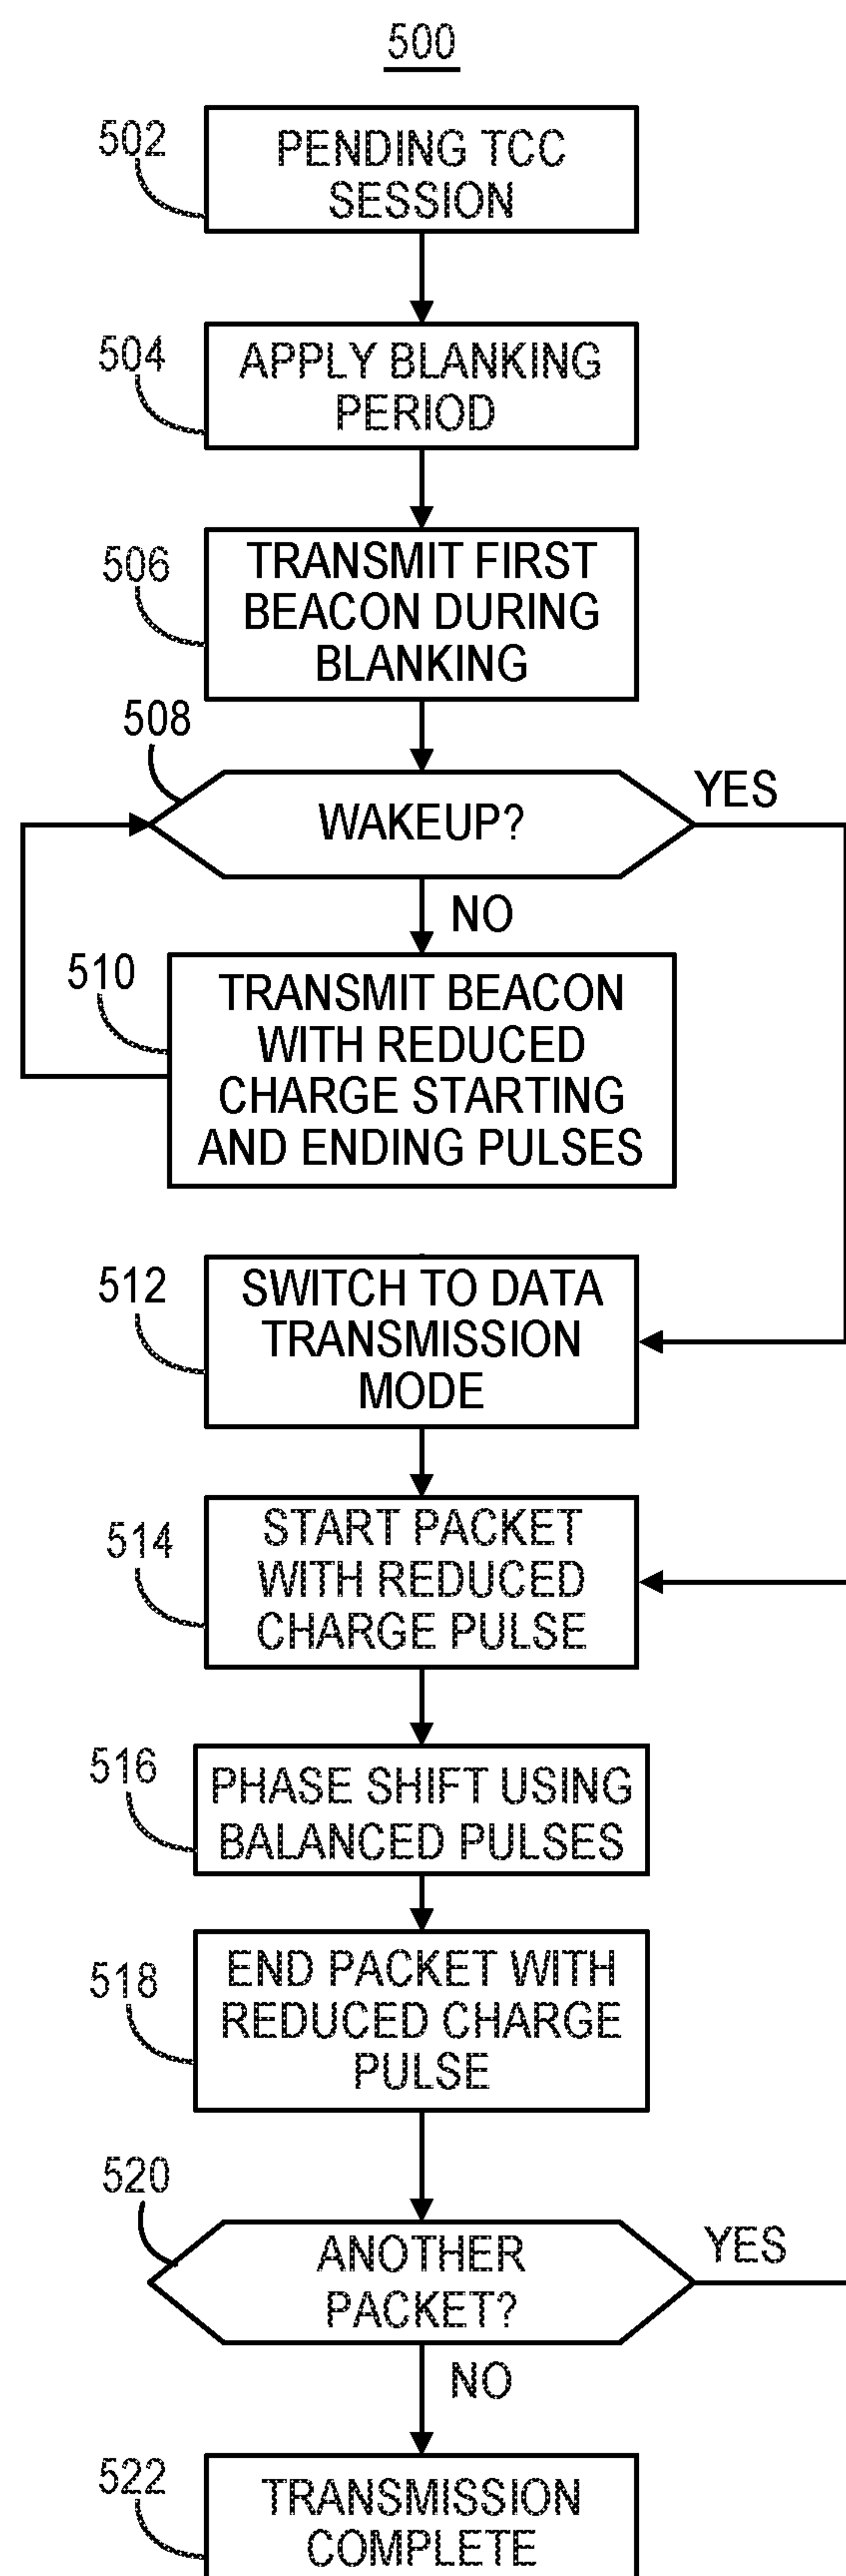 500
502
PENDING TCC
SESSION
504
APPLY BLANKING
PERIOD
506
TRANSMIT FIRST
BEACON DURING
BLANKING
508
WAKEUP?
YES
NO
510
TRANSMIT BEACON
WITH REDUCED
CHARGE STARTING
AND ENDING PULSES
512
SWITCH TO DATA
TRANSMISSION
MODE
514
START PACKET
WITH REDUCED
CHARGE PULSE
516
PHASE SHIFT USING
BALANCED PULSES
518
END PACKET WITH
REDUCED CHARGE
PULSE
520
ANOTHER
PACKET?
YES
NO
522
TRANSMISSION
COMPLETE